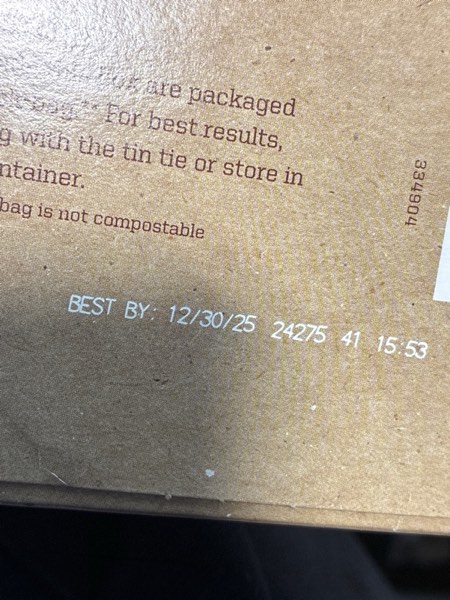 are packaged
bag.** For best results,
g with the tin tie or store in
ntainer.
bag is not compostable
334904
BEST BY: 12/30/25 24275 41 15:53